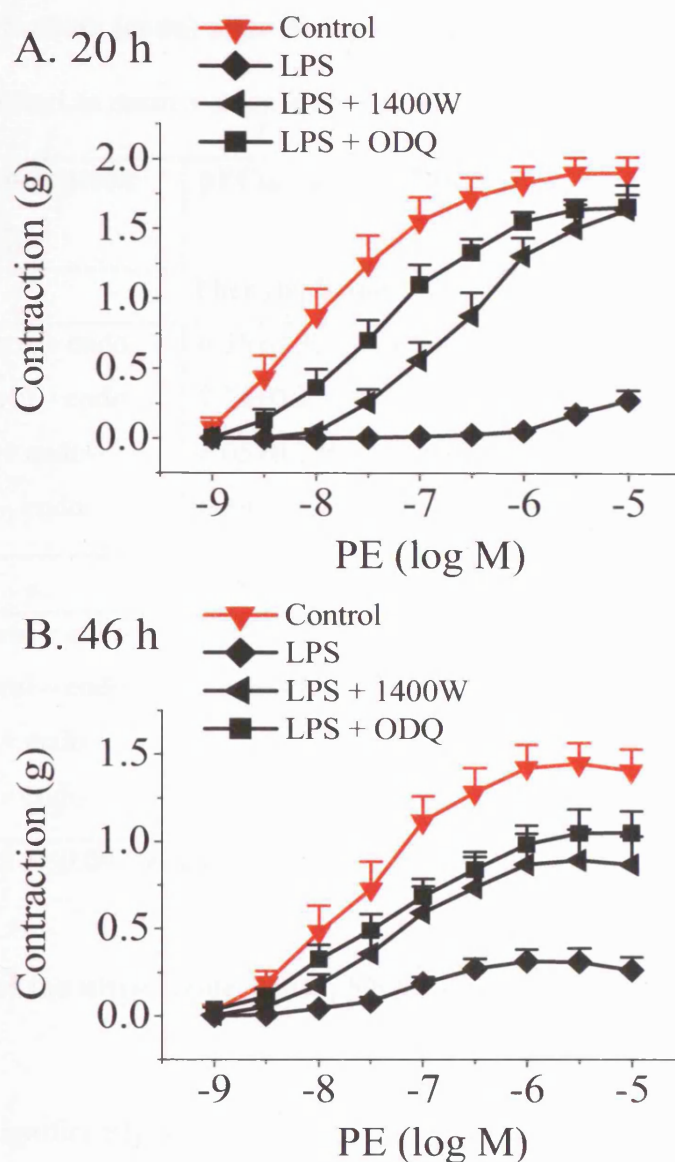 A. 20 h
Control
LPS
LPS + 1400W
LPS + ODQ
Contraction (g)
2.0
1.5
1.0
0.5
0.0
-9 -8 -7 -6 -5
PE (log M)
B. 46 h
Control
LPS
LPS + 1400W
LPS + ODQ
Contraction (g)
1.5
1.0
0.5
0.0
-9 -8 -7 -6 -5
PE (log M)